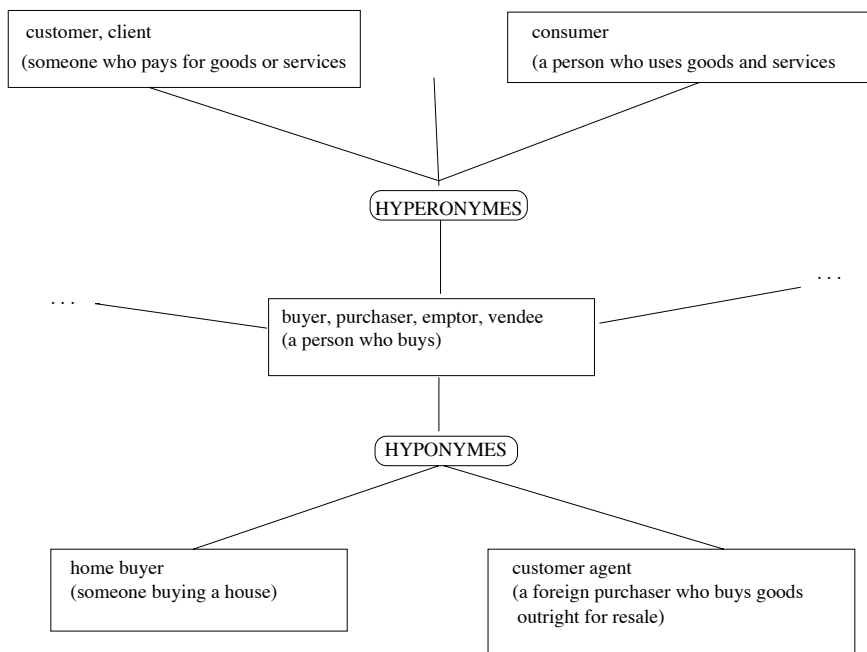 customer, client
(someone who pays for goods or services
consumer
(a person who uses goods and services
HYPERONYMES
. . .
. . .
buyer, purchaser, emptor, vendee
(a person who buys)
HYPONYMES
home buyer
(someone buying a house)
customer agent
(a foreign purchaser who buys goods
outright for resale)